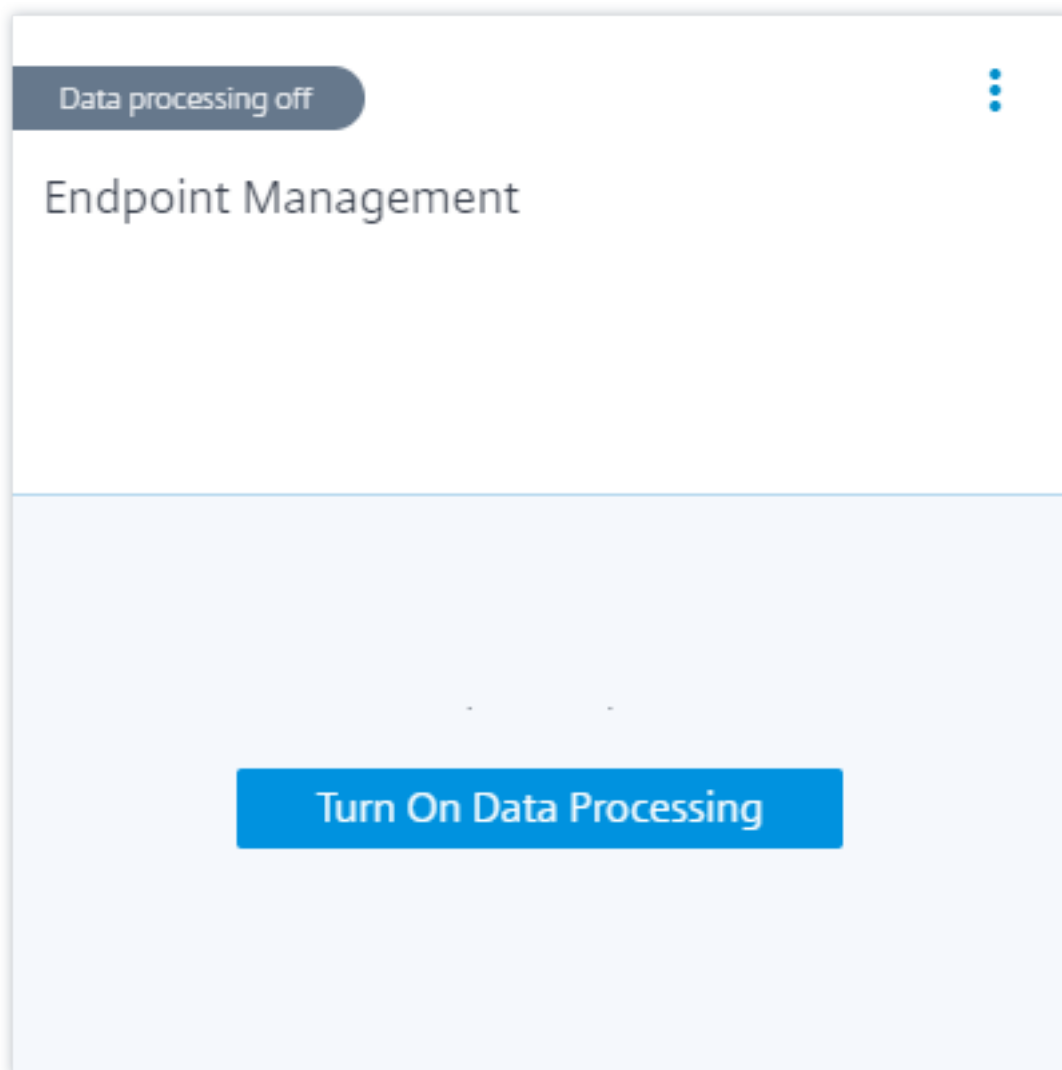 Data processing off
Endpoint Management
Turn On Data Processing